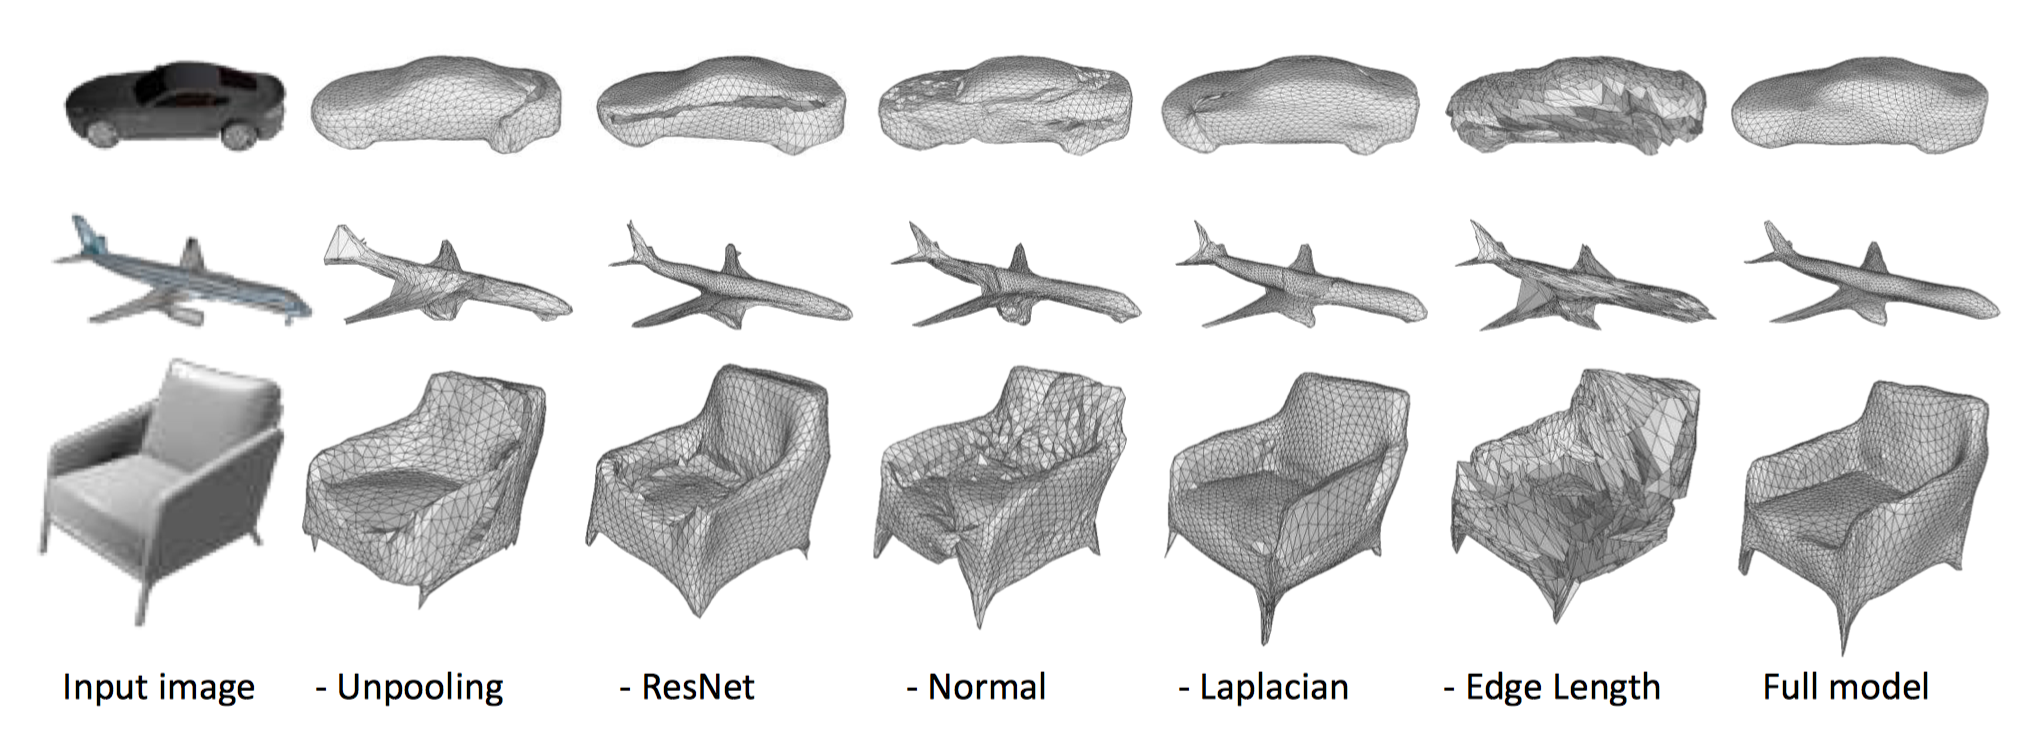 Input image - Unpooling - ResNet - Normal - Laplacian - Edge Length Full model